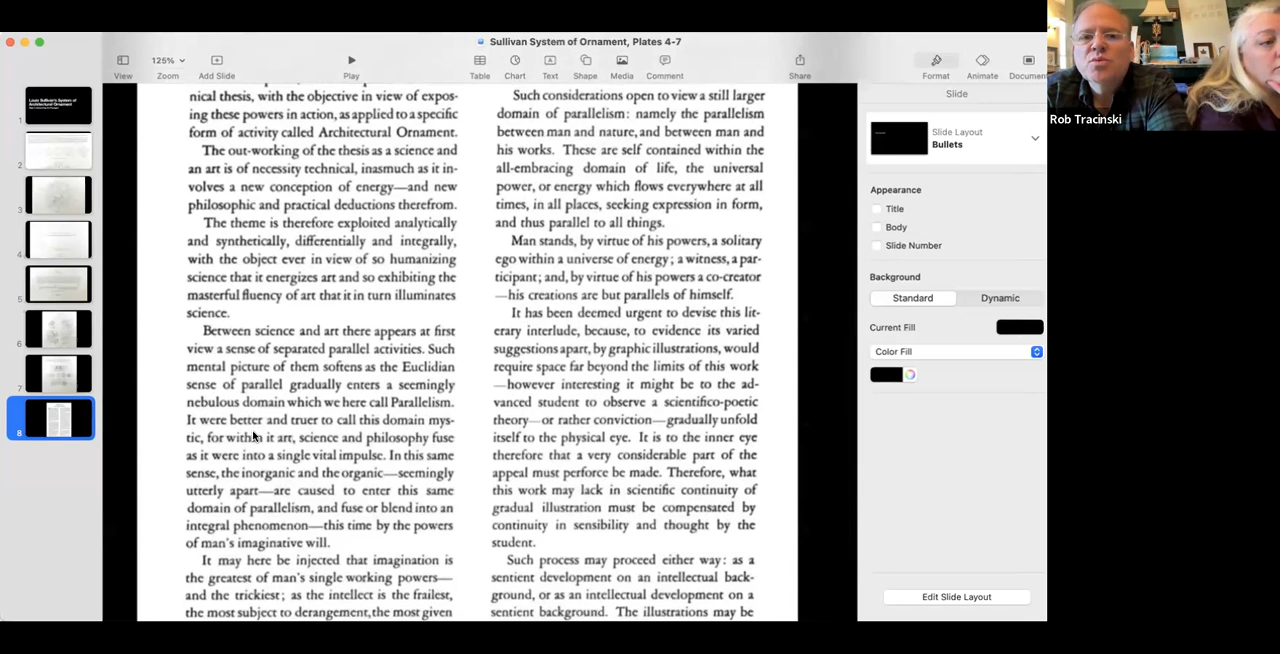 Sullivan System of Ornament, Plates 4-7
125%
View
Zoom
Add Slide
Play
Table
Chart
Text
Shape
Media
Comment
Share
Format
Animate
Documen
1
2
3
4
5
6
7
8
nical thesis, with the objective in view of expos-
ing these powers in action, as applied to a specific
form of activity called Architectural Ornament.
The out-working of the thesis as a science and
an art is of necessity technical, inasmuch as it in-
volves a new conception of energy—and new
philosophic and practical deductions therefrom.
The theme is therefore exploited analytically
and synthetically, differentially and integrally,
with the object ever in view of so humanizing
science that it energizes art and so exhibiting the
masterful fluency of art that it in turn illuminates
science.
Between science and art there appears at first
view a sense of separated parallel activities. Such
mental picture of them softens as the Euclidian
sense of parallel gradually enters a seemingly
nebulous domain which we here call Parallelism.
It were better and truer to call this domain mys-
tic, for within it art, science and philosophy fuse
as it were into a single vital impulse. In this same
sense, the inorganic and the organic—seemingly
utterly apart—are caused to enter this same
domain of parallelism, and fuse or blend into an
integral phenomenon—this time by the powers
of man's imaginative will.
It may here be injected that imagination is
the greatest of man's single working powers—
and the trickiest; as the intellect is the frailest,
the most subject to derangement, the most given
Such considerations open to view a still larger
domain of parallelism: namely the parallelism
between man and nature, and between man and
his works. These are self contained within the
all-embracing domain of life, the universal
power, or energy which flows everywhere at all
times, in all places, seeking expression in form,
and thus parallel to all things.
Man stands, by virtue of his powers, a solitary
ego within a universe of energy; a witness, a par-
ticipant; and, by virtue of his powers a co-creator
—his creations are but parallels of himself.
It has been deemed urgent to devise this lit-
erary interlude, because, to evidence its varied
suggestions apart, by graphic illustrations, would
require space far beyond the limits of this work
—however interesting it might be to the ad-
vanced student to observe a scientifico-poetic
theory—or rather conviction—gradually unfold
itself to the physical eye. It is to the inner eye
therefore that a very considerable part of the
appeal must perforce be made. Therefore, what
this work may lack in scientific continuity of
gradual illustration must be compensated by
continuity in sensibility and thought by the
student.
Such process may proceed either way: as a
sentient development on an intellectual back-
ground, or as an intellectual development on a
sentient background. The illustrations may be
Slide
Slide Layout
Bullets
Appearance
Title
Body
Slide Number
Background
Standard
Dynamic
Current Fill
Color Fill
Edit Slide Layout
Rob Tracinski